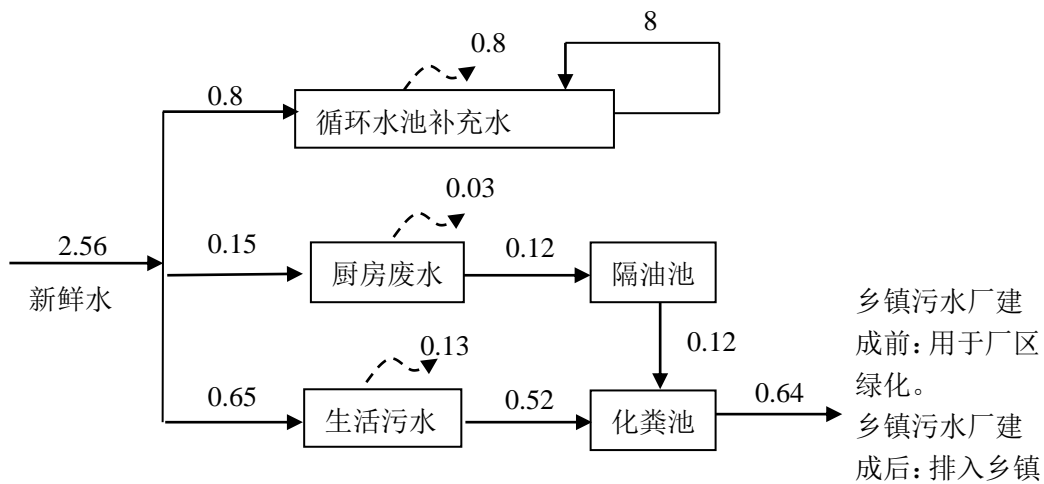 8
0.8
0.8
循环水池补充水
0.03
2.56
0.15
厨房废水
0.12
隔油池
新鲜水
0.13
0.12
0.65
生活污水
0.52
化粪池
0.64
乡镇污水厂建
成前：用于厂区
绿化。
乡镇污水厂建
成后：排入乡镇